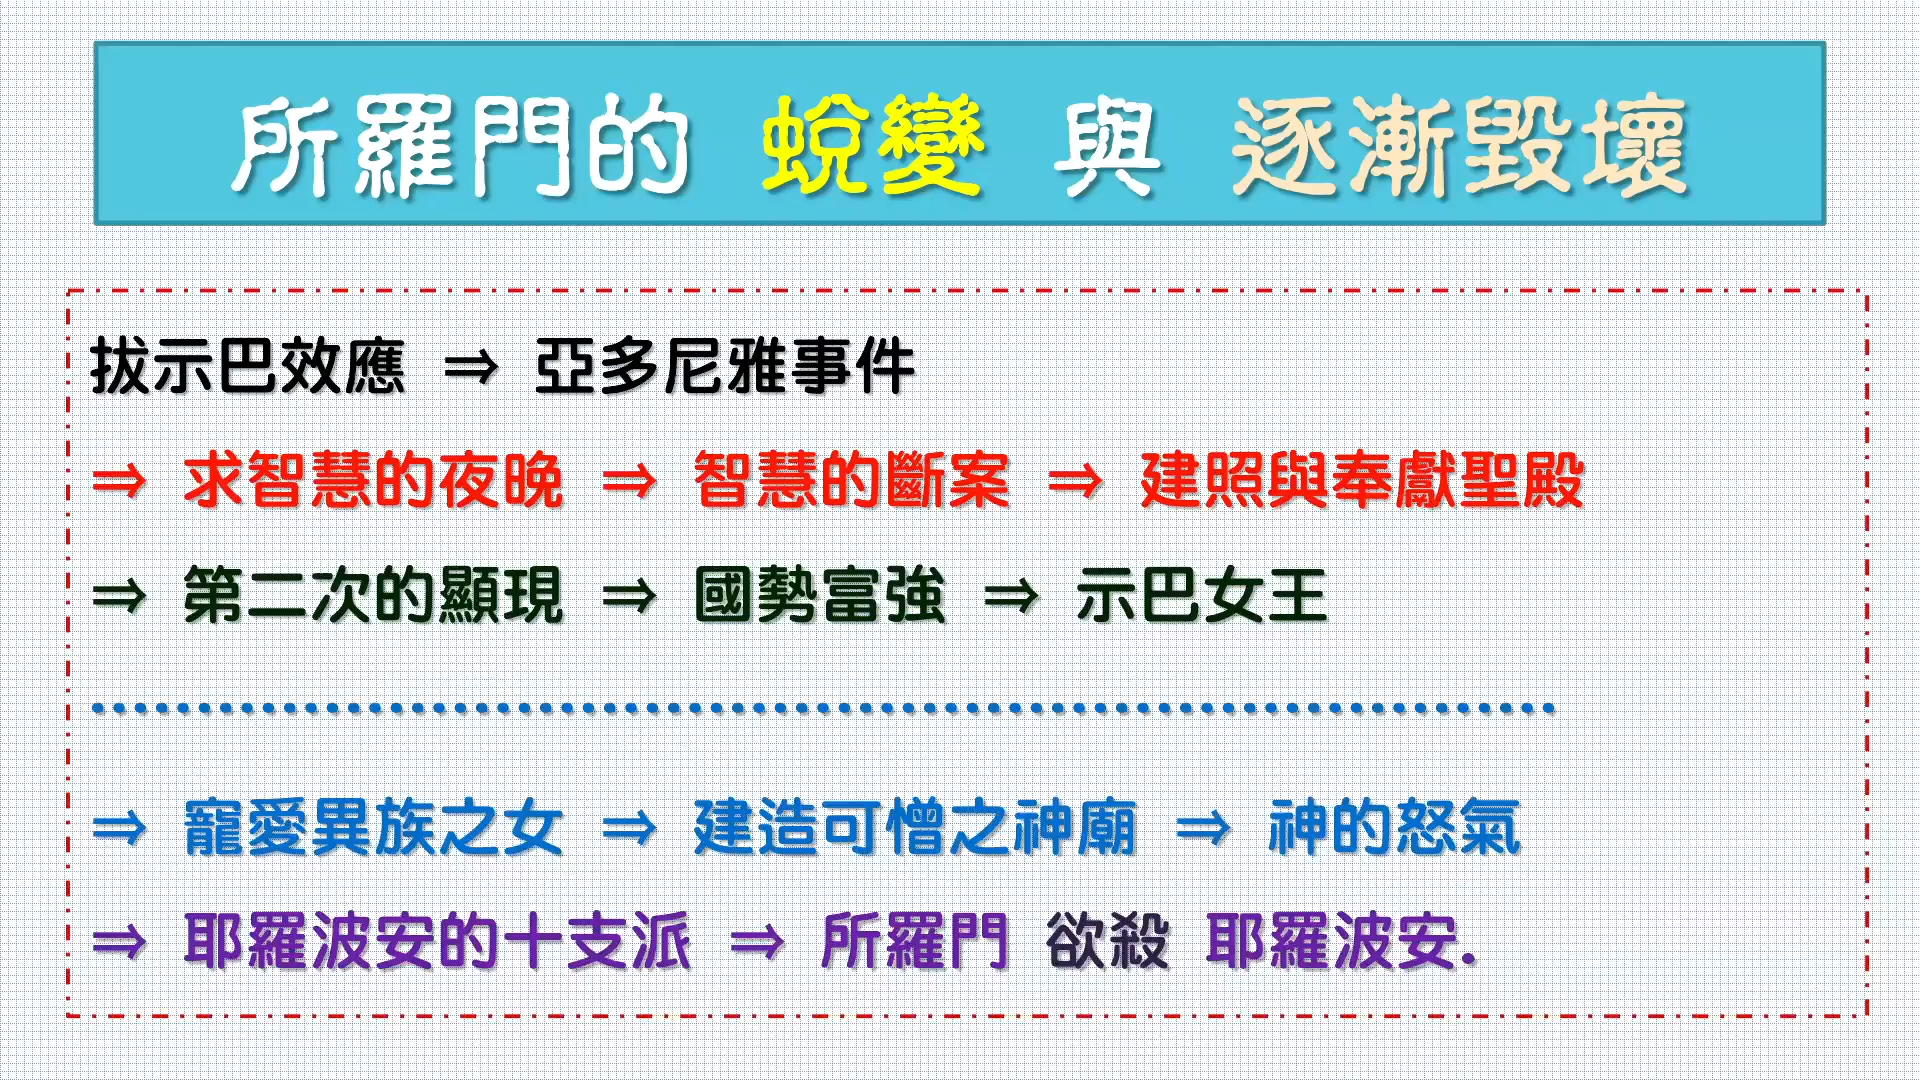 所羅門的 蛻變 與 逐漸毀壞
拔示巴效應 ⇒ 亞多尼雅事件
⇒ 求智慧的夜晚 ⇒ 智慧的斷案 ⇒ 建照與奉獻聖殿
⇒ 第二次的顯現 ⇒ 國勢富強 ⇒ 示巴女王
⇒ 寵愛異族之女 ⇒ 建造可憎之神廟 ⇒ 神的怒氣
⇒ 耶羅波安的十支派 ⇒ 所羅門 欲殺 耶羅波安.